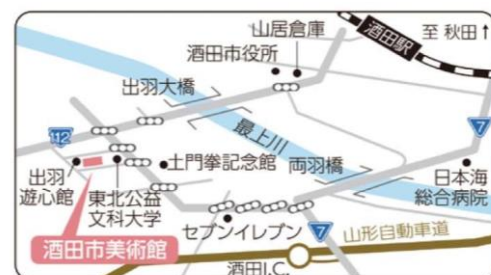 山居倉庫
酒田駅
至 秋田↑
酒田市役所
出羽大橋
112
最上川
7
土門拳記念館
両羽橋
出羽
遊心館
東北公益
文科大学
日本海
総合病院
酒田市美術館
セブンイレブン
7
山形自動車道
酒田I.C.